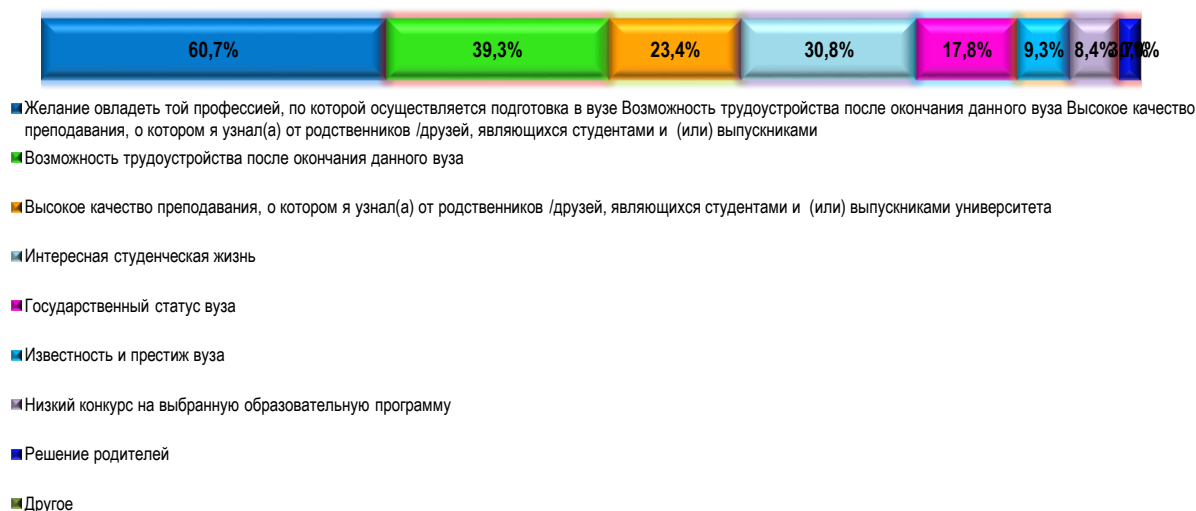 60,7% 39,3% 23,4% 30,8% 17,8% 9,3% 8,4%
Желание овладеть той профессией, по которой осуществляется подготовка в вузе Возможность трудоустройства после окончания данного вуза Высокое качество
преподавания, о котором я узнал(а) от родственников /друзей, являющихся студентами и (или) выпускниками
Возможность трудоустройства после окончания данного вуза
Высокое качество преподавания, о котором я узнал(а) от родственников /друзей, являющихся студентами и (или) выпускниками университета
Интересная студенческая жизнь
Государственный статус вуза
Известность и престиж вуза
Низкий конкурс на выбранную образовательную программу
Решение родителей
Другое